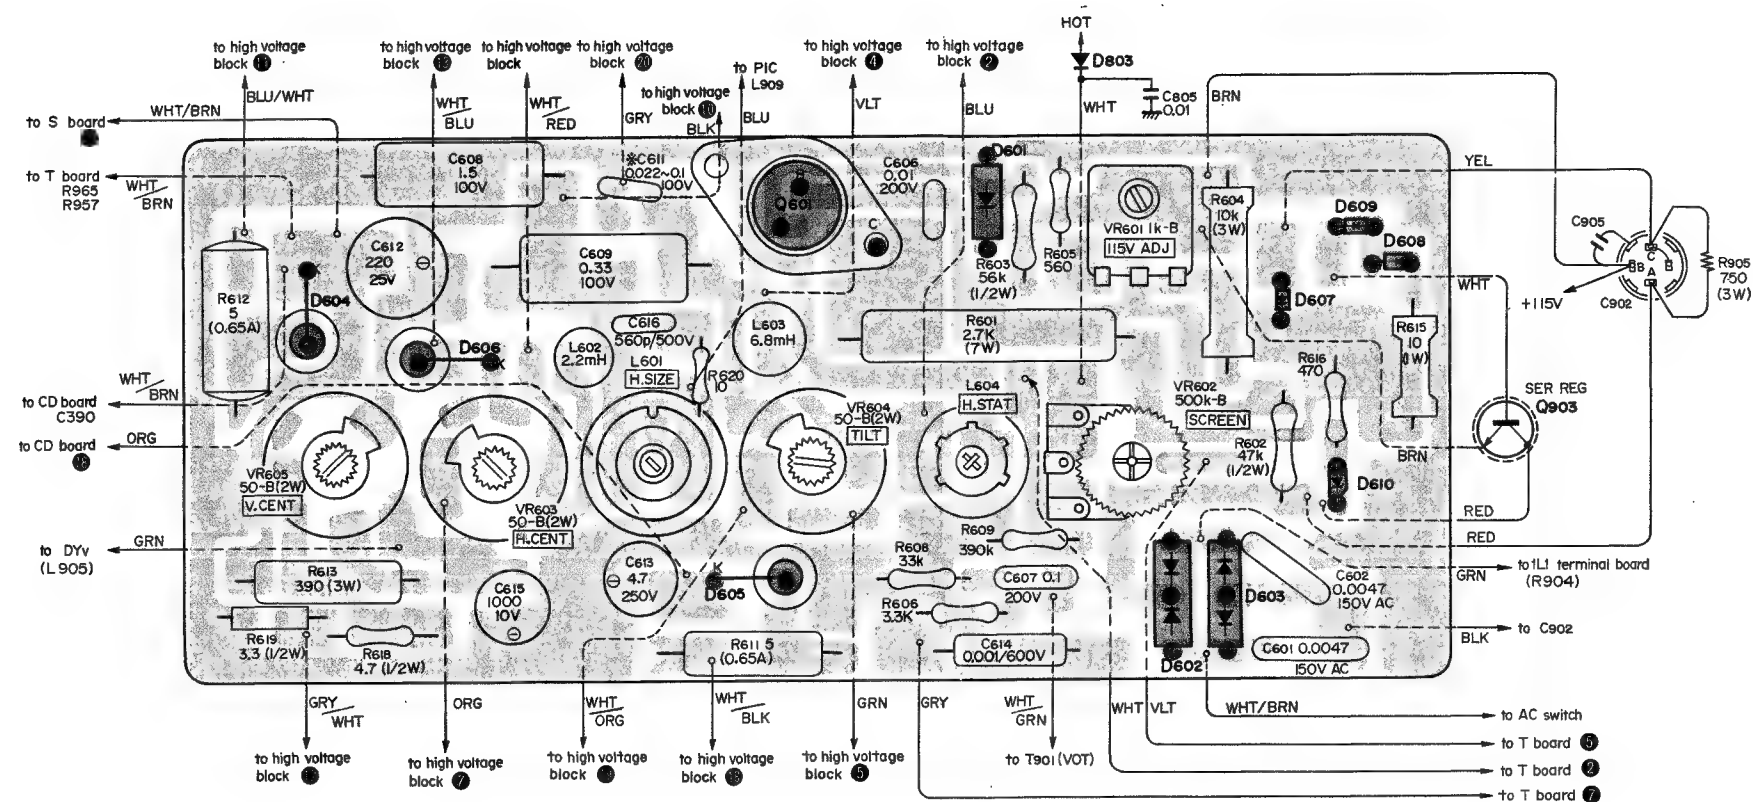 HOT
to high voltage
block
to high voltage
block
to high voltage
block
to high voltage
block 20
to PIC
L909
to high voltage
block
to high voltage
block 4
to high voltage
block 2
D803
C805
0.01
WHT/BRN
BLU/WHT
WHT/BLU
WHT/RED
GRY
BLK
BLU
VLT
BLU
WHT
BRN
to S board
to T board
R965
R957
WHT/BRN
YEL
C608
1.5
100V
※C611
0.022~0.1
100V
Q601
B
C
C606
0.01
200V
D601
R603
56k
(1/2W)
R605
560
VR601 1k-B
115V ADJ
R604
10k
(3W)
D609
D608
D607
C905
C
B
A
C902
+115V
R905
750
(3W)
WHT
R612
5
(0.65A)
K
D604
C612
220
25V
C609
0.33
100V
D606
K
L602
2.2mH
C616
560p/500V
L601
H.SIZE
R620
10
L603
6.8mH
R601
2.7K
(7W)
R615
10
(1W)
R616
470
SER REG
Q903
WHT/BRN
to CD board
C390
to CD board
ORG
VR605
50-B(2W)
V.CENT
VR603
50-B(2W)
H.CENT
VR604
50-B(2W)
TILT
L604
H.STAT
VR602
500k-B
SCREEN
R602
47k
(1/2W)
D610
BRN
RED
RED
to DYv
(L905)
GRN
R613
390 (3W)
R619
3.3 (1/2W)
R618
4.7 (1/2W)
C615
1000
10V
C613
4.7
250V
K
D605
R611 5
(0.65A)
R609
390k
R608
33k
R606
3.3K
C607 0.1
200V
C614
0.001/600V
D602
D603
C602
0.0047
150V AC
C601 0.0047
150V AC
GRN
to 1L1 terminal board
(R904)
BLK
to C902
GRY/WHT
ORG
WHT/ORG
WHT/BLK
GRN
GRY
WHT/GRN
WHT
VLT
WHT/BRN
to AC switch
to T board 5
to T board 2
to T board 7
to high voltage
block
to high voltage
block 7
to high voltage
block
to high voltage
block
to high voltage
block 5
to T901 (VOT)